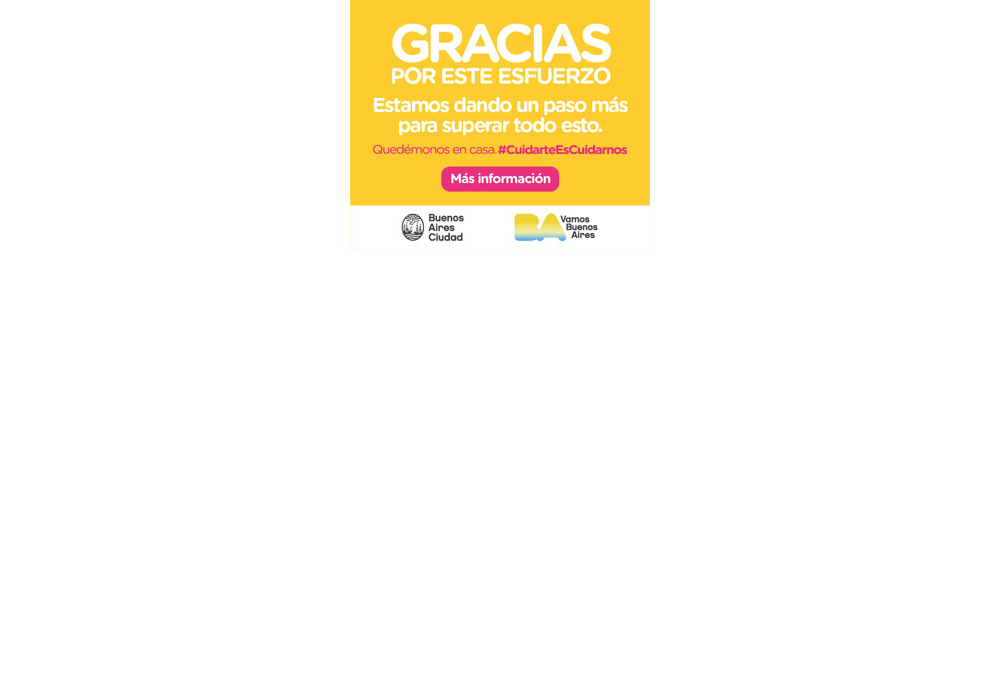 GRACIAS
POR ESTE ESFUERZO
Estamos dando un paso más
para superar todo esto.
Quedémonos en casa. #CuidarteEsCuidarnos
Más información
Buenos
Aires
Ciudad
BA
Vamos
Buenos
Aires